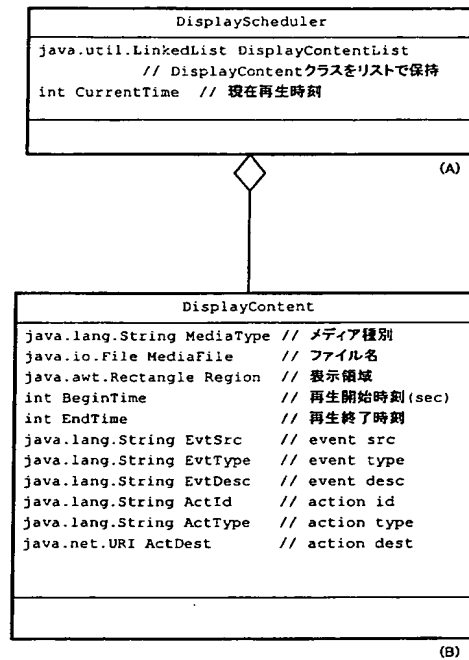 DisplayScheduler
java.util.LinkedList DisplayContentList
// DisplayContentクラスをリストで保持
int CurrentTime // 現在再生時刻
(A)
DisplayContent
java.lang.String MediaType // メディア種別
java.io.File MediaFile // ファイル名
java.awt.Rectangle Region // 表示領域
int BeginTime // 再生開始時刻(sec)
int EndTime // 再生終了時刻
java.lang.String EvtSrc // event src
java.lang.String EvtType // event type
java.lang.String EvtDesc // event desc
java.lang.String ActId // action id
java.lang.String ActType // action type
java.net.URI ActDest // action dest
(B)